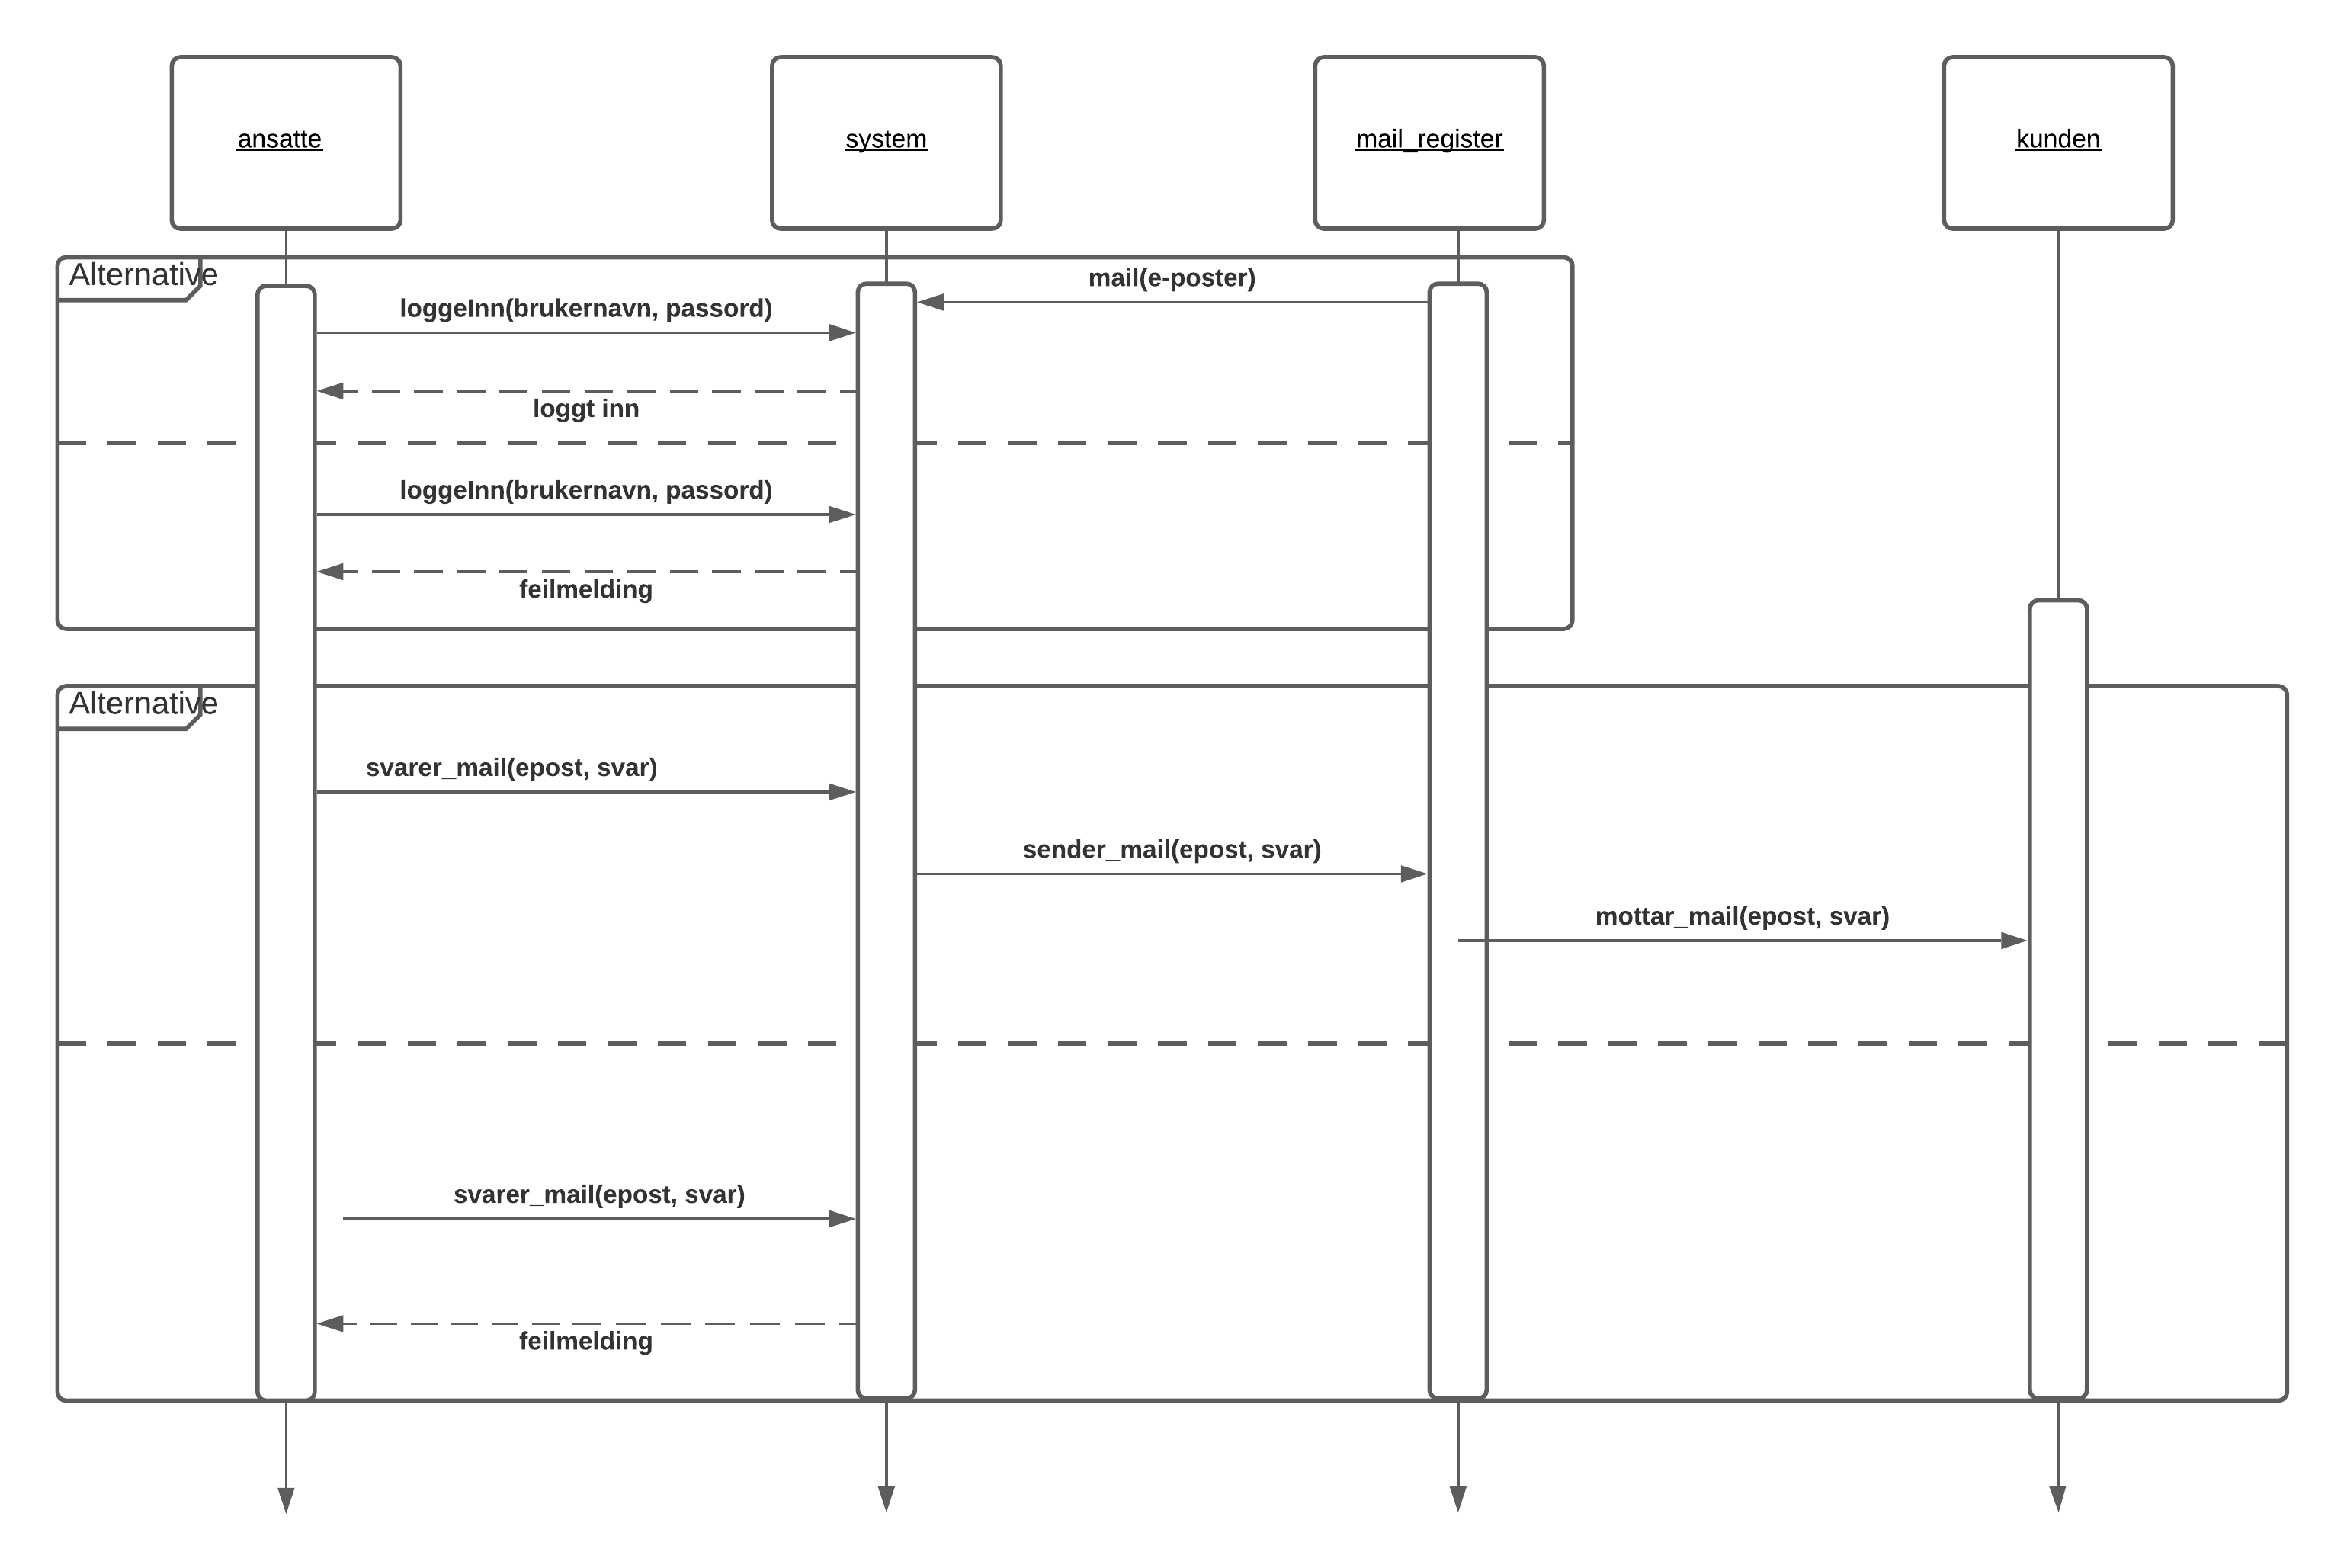 ansatte
system
mail_register
kunden
Alternative
mail(e-poster)
loggeInn(brukernavn, passord)
loggt inn
loggeInn(brukernavn, passord)
feilmelding
Alternative
svarer_mail(epost, svar)
sender_mail(epost, svar)
mottar_mail(epost, svar)
svarer_mail(epost, svar)
feilmelding